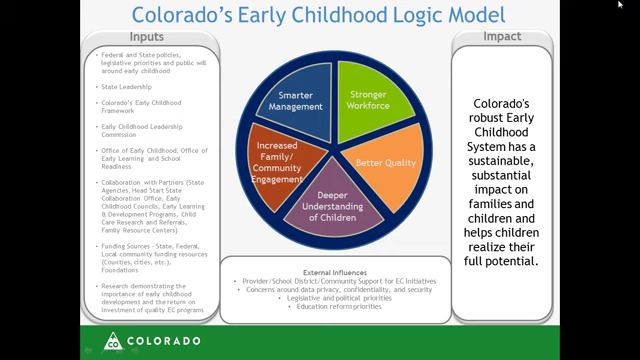 Colorado's Early Childhood Logic Model
Inputs
• Federal and State policies,
legislative priorities and public will
around early childhood
• State Leadership
• Colorado's Early Childhood
Framework
• Early Childhood Leadership
Commission
• Office of Early Childhood, Office of
Early Learning and School
Readiness
• Collaboration with Partners (State
Agencies, Head Start State
Collaboration Office, Early
Childhood Councils, Early Learning
& Development Programs, Child
Care Research and Referrals,
Family Resource Centers)
• Funding Sources - State, Federal,
Local community funding resources
(Counties, cities, etc.),
Foundations
• Research demonstrating the
importance of early childhood
development and the return on
investment of quality EC programs
Smarter
Management
Stronger
Workforce
Increased
Family/
Community
Engagement
Better Quality
Deeper
Understanding
of Children
External Influences
• Provider/School District/Community Support for EC Initiatives
• Concerns around data privacy, confidentiality, and security
• Legislative and political priorities
• Education reform priorities
Impact
Colorado's
robust Early
Childhood
System has a
sustainable,
substantial
impact on
families and
children and
helps children
realize their
full potential.
CO
COLORADO